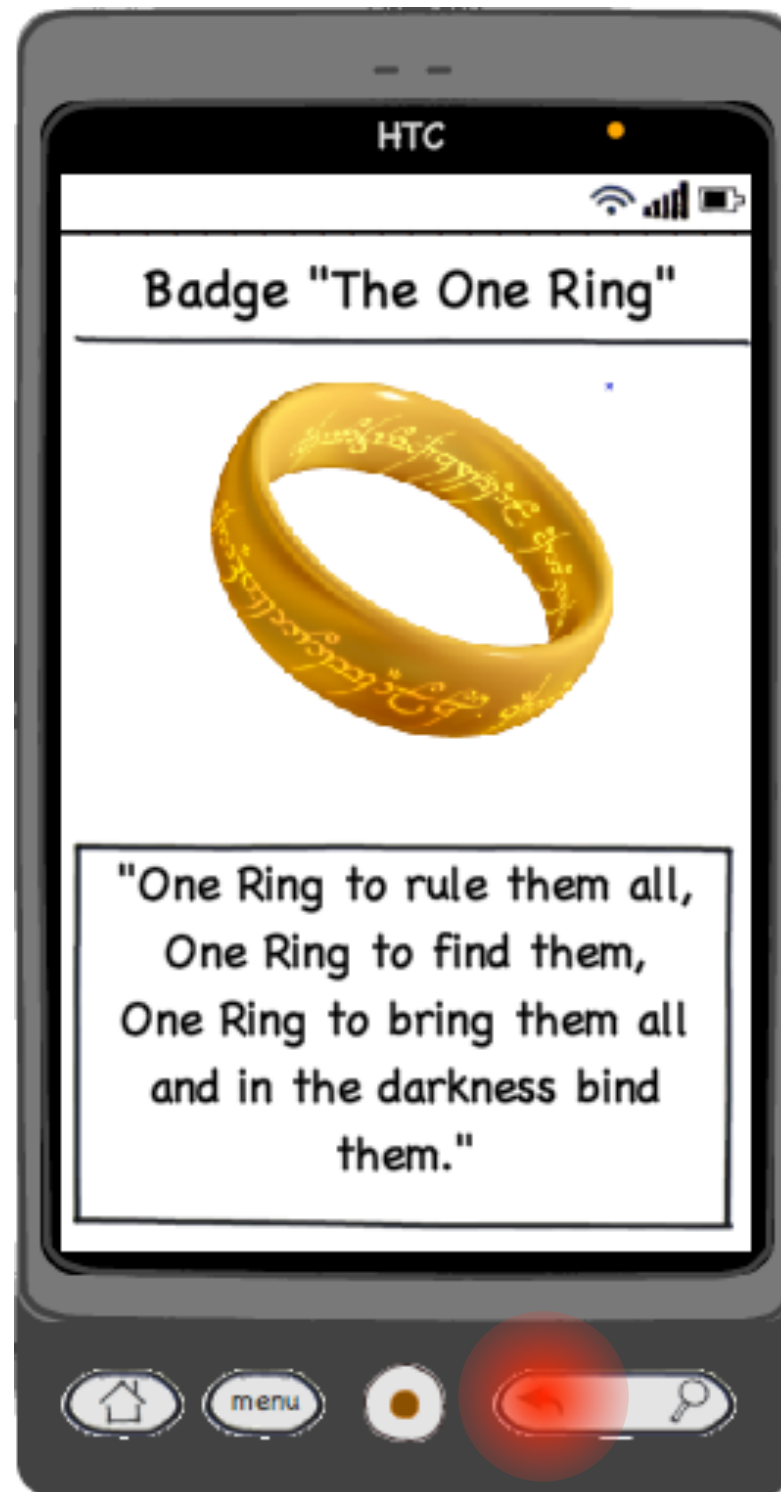 HTC
Badge "The One Ring"
"One Ring to rule them all,
One Ring to find them,
One Ring to bring them all
and in the darkness bind
them."
menu